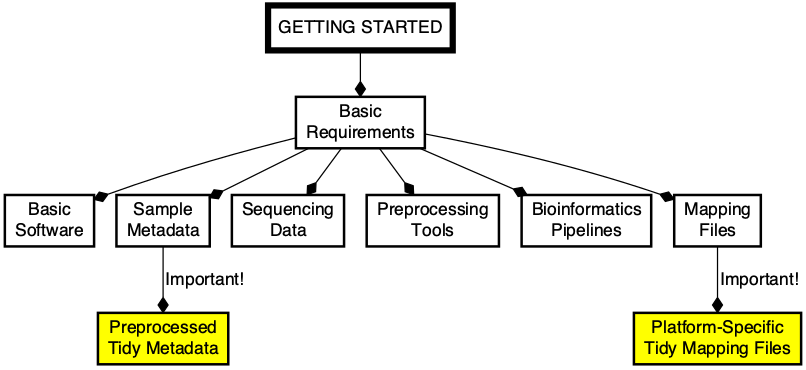 GETTING STARTED
Basic
Requirements
Basic
Software
Sample
Metadata
Sequencing
Data
Preprocessing
Tools
Bioinformatics
Pipelines
Mapping
Files
Important!
Important!
Preprocessed
Tidy Metadata
Platform-Specific
Tidy Mapping Files